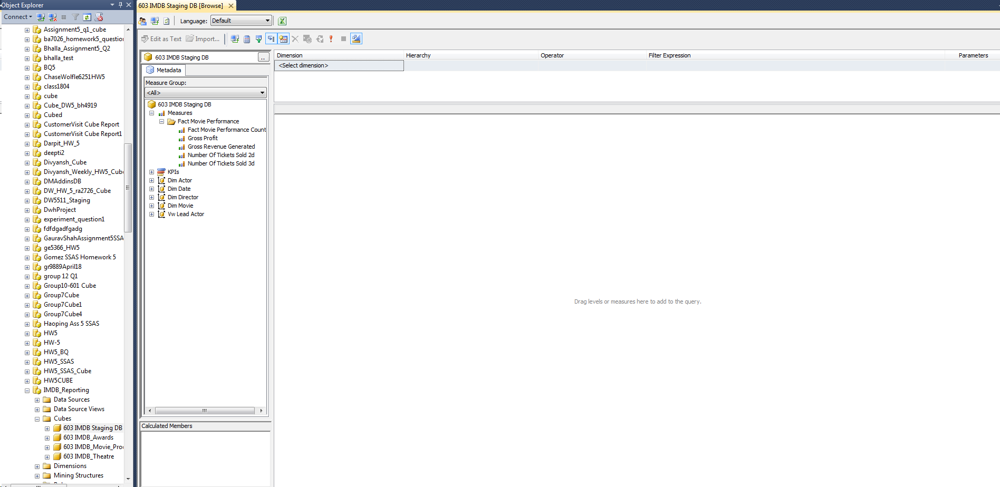 Object Explorer
Connect
Assignment5_q1_cube
ba7026_homework5_question
Bhalla_Assignment5_Q2
bhalla_test
BQ5
ChaseWolfle6251HW5
class1804
cube
Cube_DW5_bh4919
Cubed
CustomerVisit Cube Report
CustomerVisit Cube Report1
Darpit_HW_5
deepti2
Divyansh_Cube
Divyansh_Weekly_HW5_Cube
DMAddinsDB
DW_HW_5_ra2726_Cube
DW5511_Staging
DwhProject
experiment_question1
fdfdgadfgadg
GauravShahAssignment5SSA
ge5366_HW5
Gomez SSAS Homework 5
gr9889April18
group 12 Q1
Group10-601 Cube
Group7Cube
Group7Cube1
Group7Cube4
Haoping Ass 5 SSAS
HW5
HW-5
HW5_BQ
HW5_SSAS
HW5_SSAS_Cube
HW5CUBE
IMDB_Reporting
Data Sources
Data Source Views
Cubes
603 IMDB Staging DB
603 IMDB_Awards
603 IMDB_Movie_Pro
603 IMDB_Theatre
Dimensions
Mining Structures
603 IMDB Staging DB [Browse]
Language: Default
Edit as Text Import...
603 IMDB Staging DB ..
Metadata
Measure Group:
<All>
603 IMDB Staging DB
Measures
Fact Movie Performance
Fact Movie Performance Count
Gross Profit
Gross Revenue Generated
Number Of Tickets Sold 2d
Number Of Tickets Sold 3d
KPIs
Dim Actor
Dim Date
Dim Director
Dim Movie
Vw Lead Actor
Calculated Members
Dimension Hierarchy Operator Filter Expression Parameters
<Select dimension>
Drag levels or measures here to add to the query.